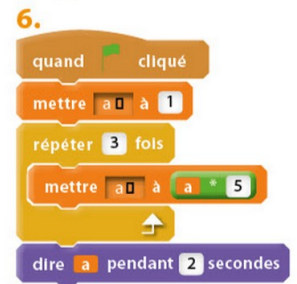 6.
quand cliqué
mettre a à 1
répéter 3 fois
mettre a à a * 5
dire a pendant 2 secondes